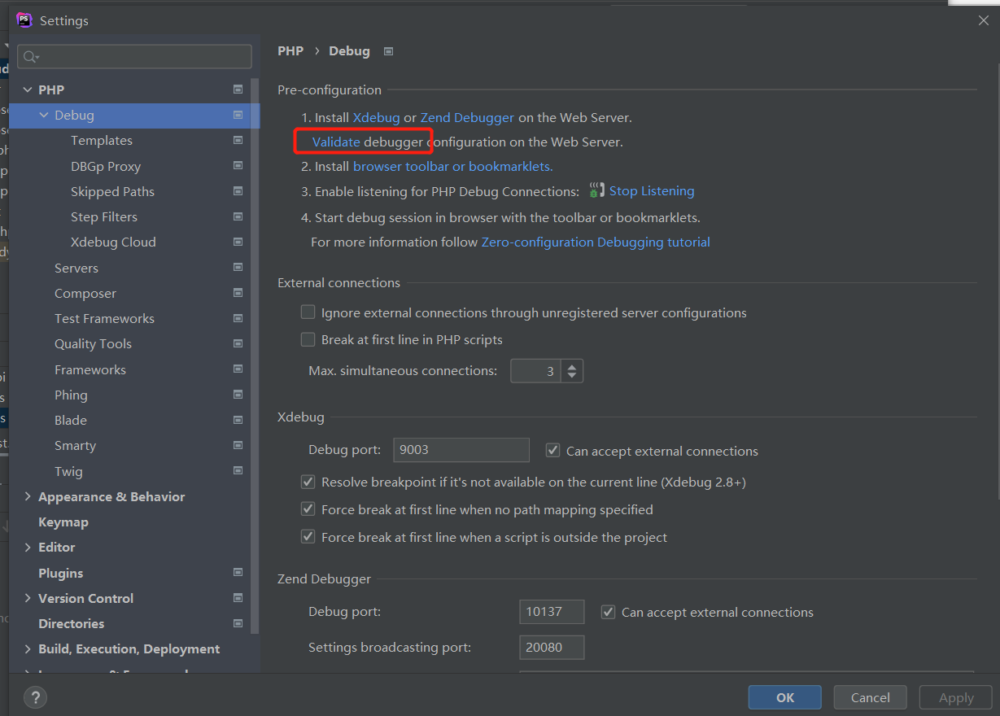 PS Settings
PHP › Debug
PHP
Debug
Templates
DBGp Proxy
Skipped Paths
Step Filters
Xdebug Cloud
Servers
Composer
Test Frameworks
Quality Tools
Frameworks
Phing
Blade
Smarty
Twig
Appearance & Behavior
Keymap
Editor
Plugins
Version Control
Directories
Build, Execution, Deployment
Pre-configuration
1. Install Xdebug or Zend Debugger on the Web Server.
Validate debugger configuration on the Web Server.
2. Install browser toolbar or bookmarklets.
3. Enable listening for PHP Debug Connections: Stop Listening
4. Start debug session in browser with the toolbar or bookmarklets.
For more information follow Zero-configuration Debugging tutorial
External connections
Ignore external connections through unregistered server configurations
Break at first line in PHP scripts
Max. simultaneous connections: 3
Xdebug
Debug port: 9003 Can accept external connections
Resolve breakpoint if it's not available on the current line (Xdebug 2.8+)
Force break at first line when no path mapping specified
Force break at first line when a script is outside the project
Zend Debugger
Debug port: 10137 Can accept external connections
Settings broadcasting port: 20080
? OK Cancel Apply